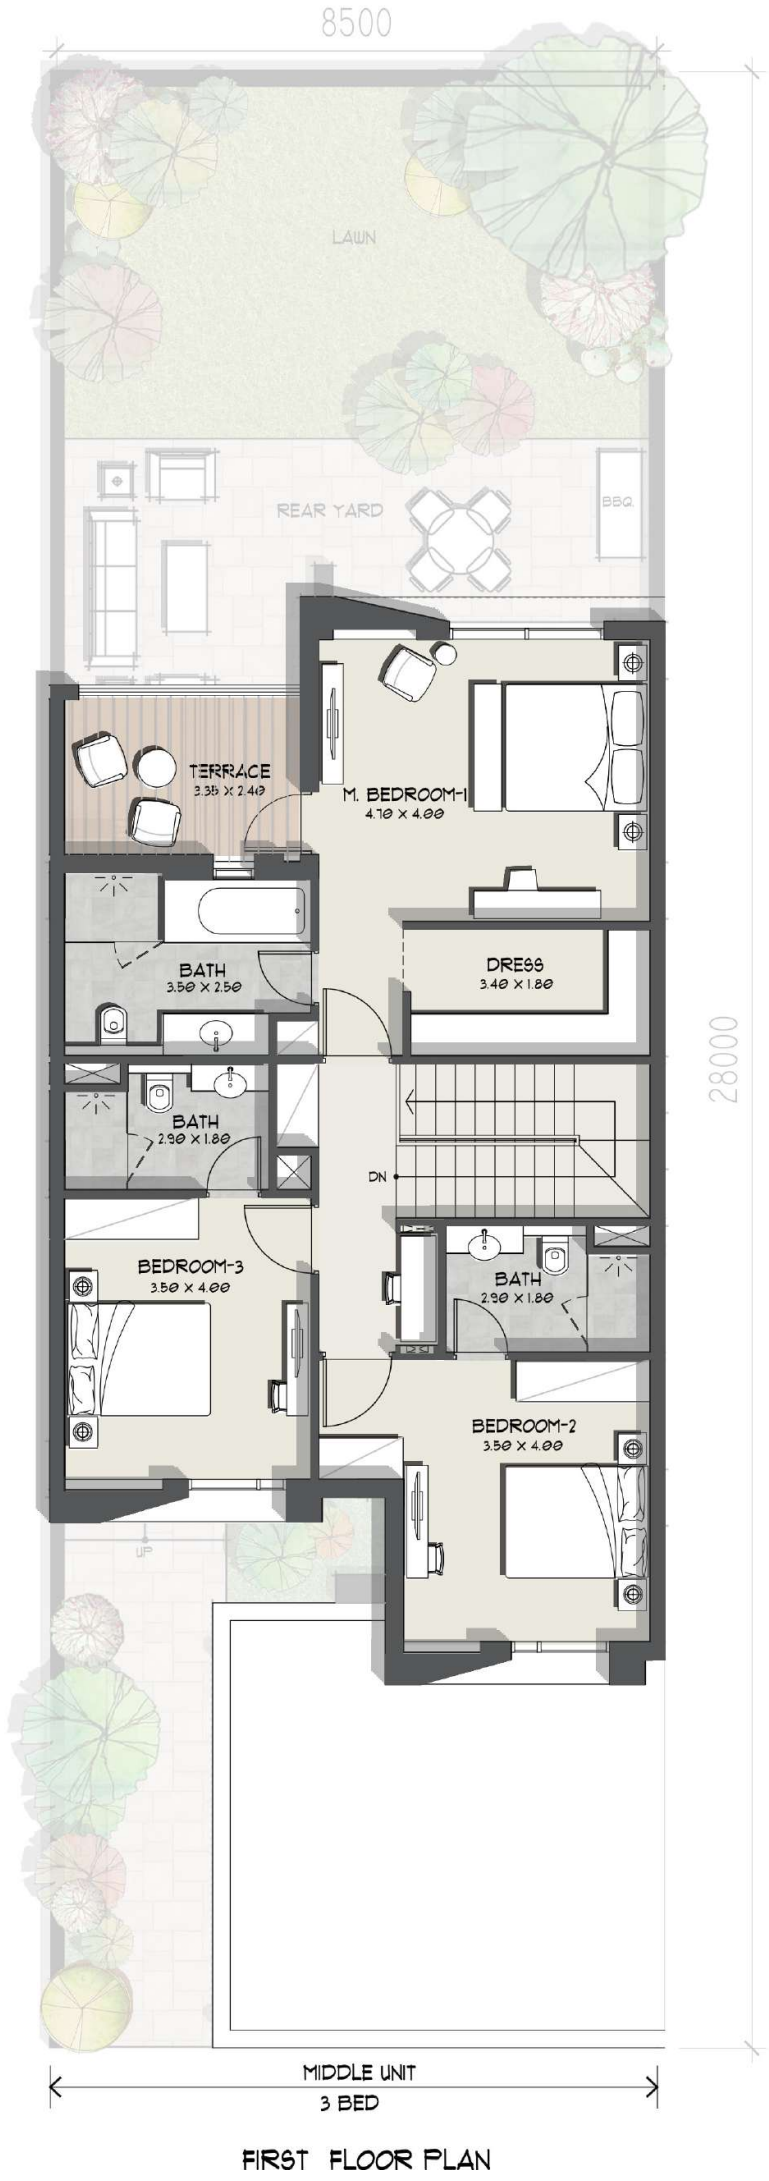 8500
LAWN
REAR YARD
BBQ.
TERRACE
3.35 X 2.40
M. BEDROOM-1
4.70 X 4.00
BATH
3.50 X 2.50
DRESS
3.40 X 1.80
28000
BATH
2.90 X 1.80
DN
BEDROOM-3
3.50 X 4.00
BATH
2.90 X 1.80
BEDROOM-2
3.50 X 4.00
UP
MIDDLE UNIT
3 BED
FIRST FLOOR PLAN